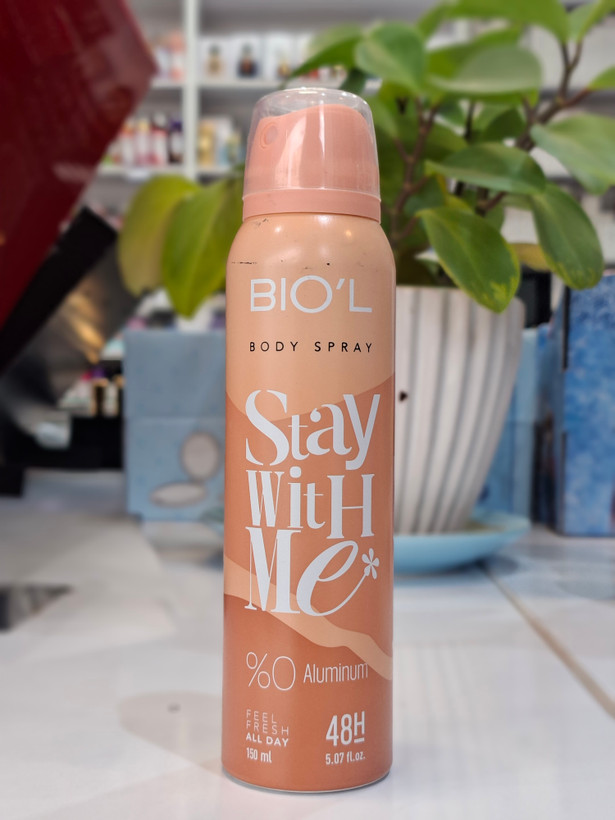 BIO'L
BODY SPRAY
Stay
WitH
Me
%0 Aluminum
FEEL
FRESH
ALL DAY
150 ml
48H
5.07 fl.oz.